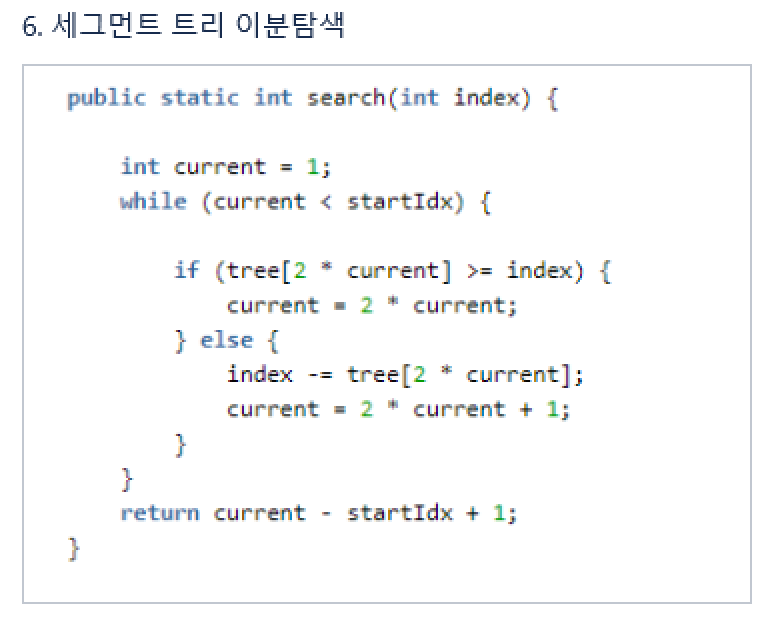 6. 세그먼트 트리 이분탐색
public static int search(int index) {
int current = 1;
while (current < startIdx) {
if (tree[2 * current] >= index) {
current = 2 * current;
} else {
index -= tree[2 * current];
current = 2 * current + 1;
}
}
return current - startIdx + 1;
}